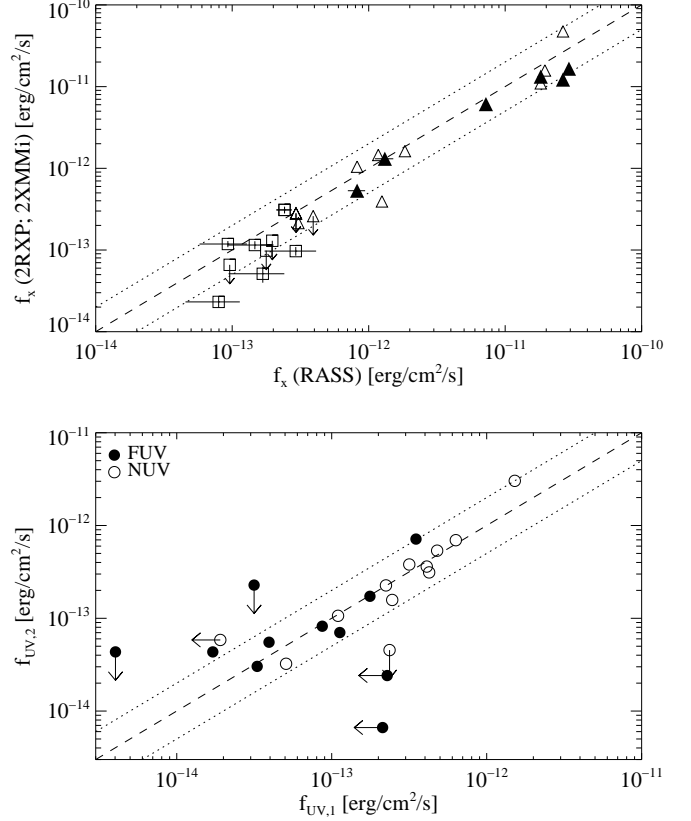 10⁻¹⁰
10⁻¹¹
10⁻¹²
10⁻¹³
10⁻¹⁴
fₓ (2RXP; 2XMMi) [erg/cm²/s]
10⁻¹⁴ 10⁻¹³ 10⁻¹² 10⁻¹¹ 10⁻¹⁰
fₓ (RASS) [erg/cm²/s]
10⁻¹¹
10⁻¹²
10⁻¹³
10⁻¹⁴
f_UV,2 [erg/cm²/s]
FUV
NUV
10⁻¹⁴ 10⁻¹³ 10⁻¹² 10⁻¹¹
f_UV,1 [erg/cm²/s]